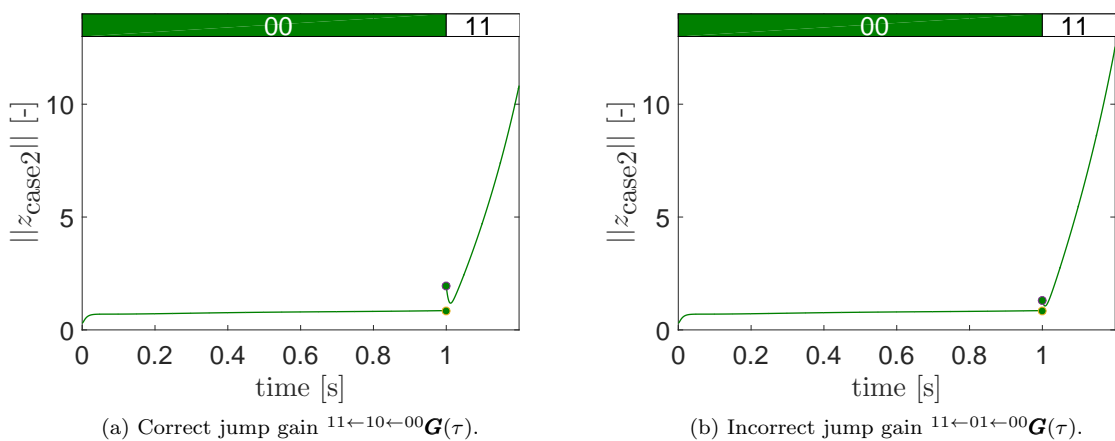 00 11
||z_case2|| [-]
10
5
0
0 0.2 0.4 0.6 0.8 1
time [s]
(a) Correct jump gain ^{11←10←00}G(τ).
00 11
||z_case2|| [-]
10
5
0
0 0.2 0.4 0.6 0.8 1
time [s]
(b) Incorrect jump gain ^{11←01←00}G(τ).